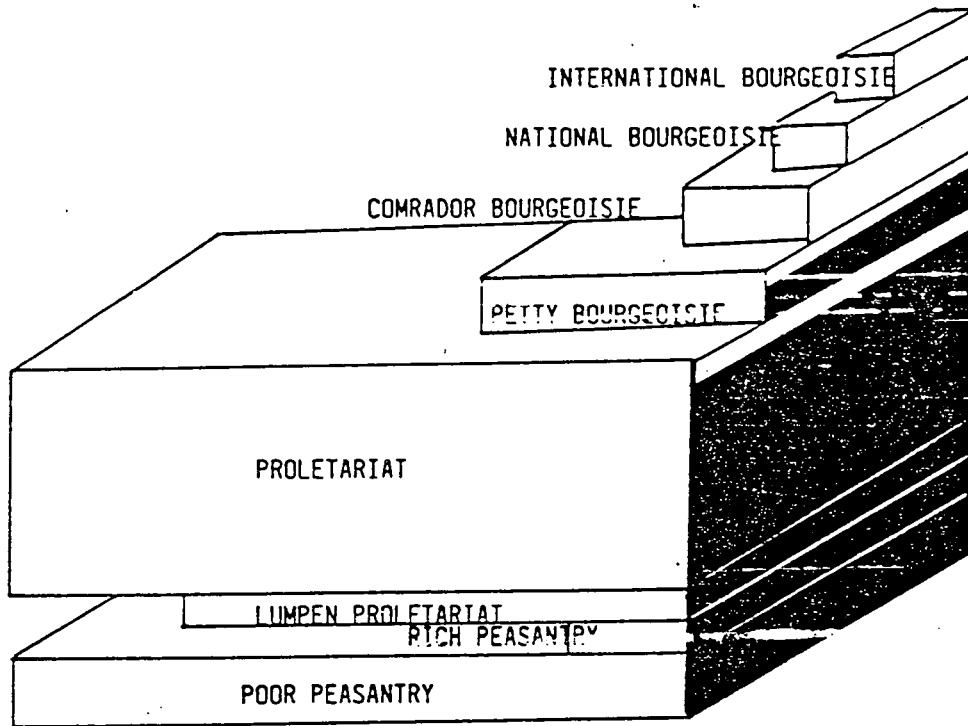 INTERNATIONAL BOURGEOISIE
NATIONAL BOURGEOISIE
COMRADOR BOURGEOISIE
PETTY BOURGEOISIE
PROLETARIAT
LUMPEN PROLETARIAT
RICH PEASANTRY
POOR PEASANTRY